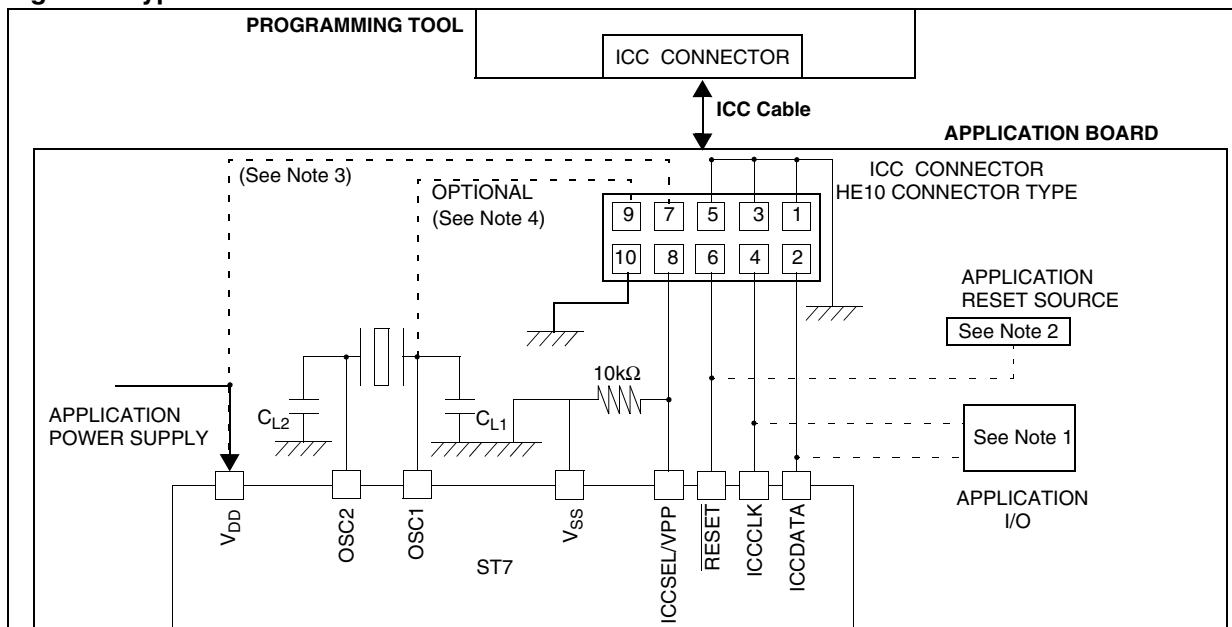 PROGRAMMING TOOL
ICC CONNECTOR
ICC Cable
APPLICATION BOARD
(See Note 3)
OPTIONAL
(See Note 4)
ICC CONNECTOR
HE10 CONNECTOR TYPE
9 7 5 3 1
10 8 6 4 2
APPLICATION
RESET SOURCE
See Note 2
10kΩ
APPLICATION
POWER SUPPLY
CL2
CL1
See Note 1
APPLICATION
I/O
VDD
OSC2
OSC1
VSS
ICCSEL/VPP
RESET
ICCCLK
ICCDATA
ST7